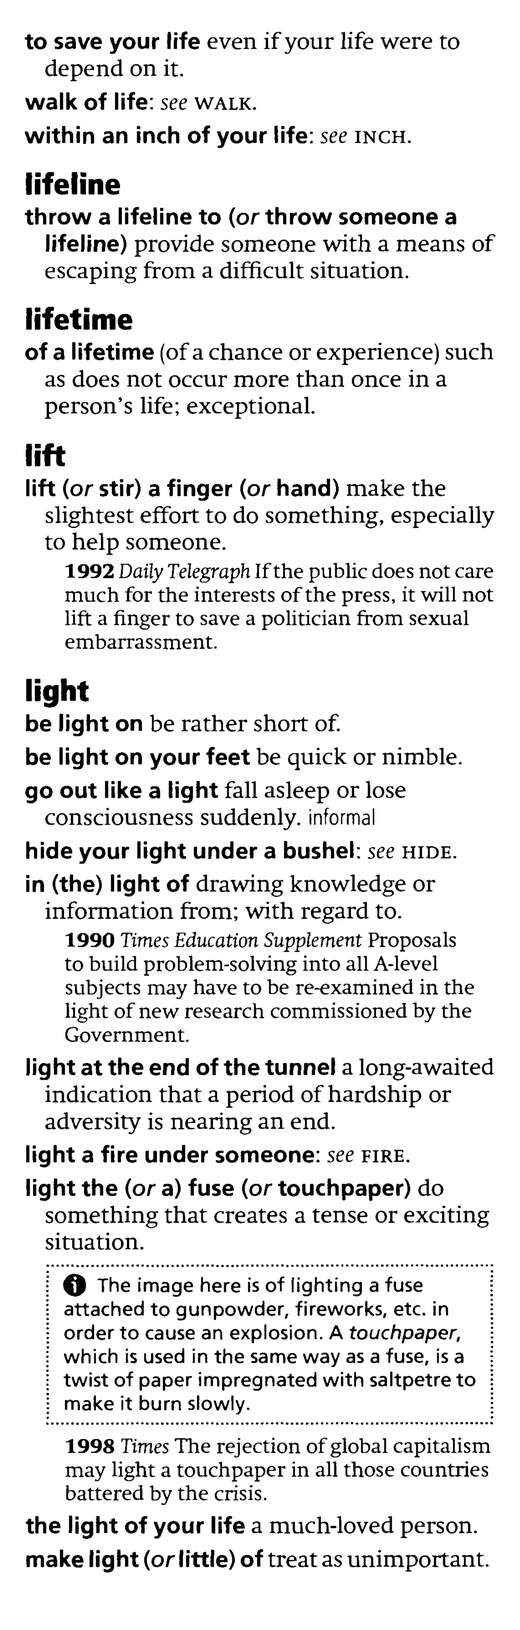 to save your life even if your life were to
depend on it.
walk of life: see WALK.
within an inch of your life: see INCH.
lifeline
throw a lifeline to (or throw someone a
lifeline) provide someone with a means of
escaping from a difficult situation.
lifetime
of a lifetime (of a chance or experience) such
as does not occur more than once in a
person's life; exceptional.
lift
lift (or stir) a finger (or hand) make the
slightest effort to do something, especially
to help someone.
1992 Daily Telegraph If the public does not care
much for the interests of the press, it will not
lift a finger to save a politician from sexual
embarrassment.
light
be light on be rather short of.
be light on your feet be quick or nimble.
go out like a light fall asleep or lose
consciousness suddenly. informal
hide your light under a bushel: see HIDE.
in (the) light of drawing knowledge or
information from; with regard to.
1990 Times Education Supplement Proposals
to build problem-solving into all A-level
subjects may have to be re-examined in the
light of new research commissioned by the
Government.
light at the end of the tunnel a long-awaited
indication that a period of hardship or
adversity is nearing an end.
light a fire under someone: see FIRE.
light the (or a) fuse (or touchpaper) do
something that creates a tense or exciting
situation.
The image here is of lighting a fuse
attached to gunpowder, fireworks, etc. in
order to cause an explosion. A touchpaper,
which is used in the same way as a fuse, is a
twist of paper impregnated with saltpetre to
make it burn slowly.
1998 Times The rejection of global capitalism
may light a touchpaper in all those countries
battered by the crisis.
the light of your life a much-loved person.
make light (or little) of treat as unimportant.